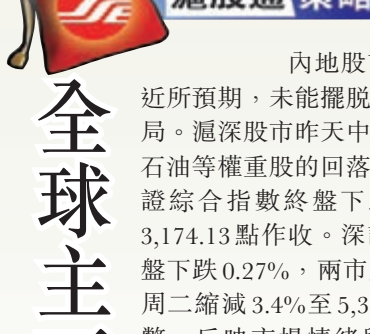 滬股通 策略
全球主
內地股
近所預期，未能擺脫
局。滬深股市昨天中
石油等權重股的回落
證綜合指數終盤下
3,174.13 點作收。深
盤下跌 0.27%，兩市
周二縮減 3.4% 至 5,3